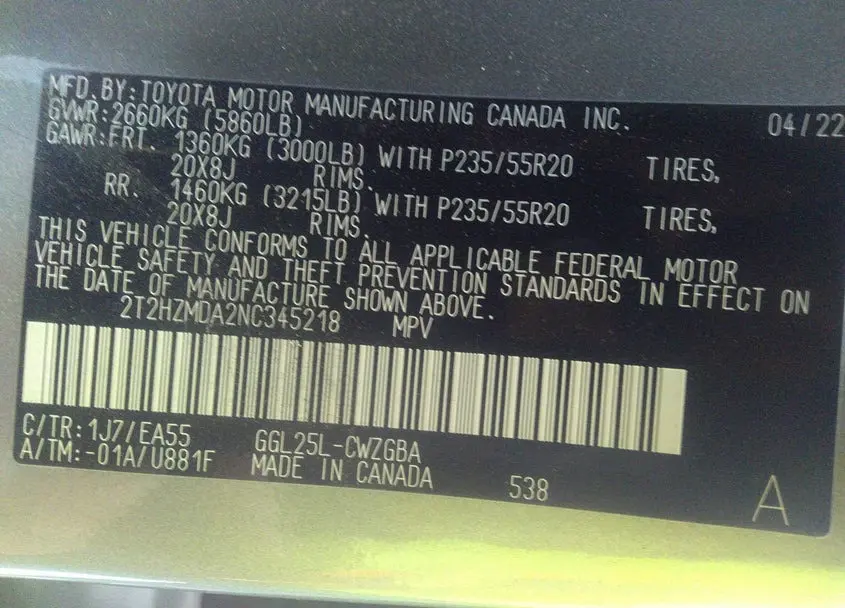 MFD. BY: TOYOTA MOTOR MANUFACTURING CANADA INC. 04/22
GVWR: 2660KG (5860LB)
GAWR: FRT. 1360KG (3000LB) WITH P235/55R20 TIRES,
20X8J RIMS.
RR. 1460KG (3215LB) WITH P235/55R20 TIRES,
20X8J RIMS.
THIS VEHICLE CONFORMS TO ALL APPLICABLE FEDERAL MOTOR
VEHICLE SAFETY AND THEFT PREVENTION STANDARDS IN EFFECT ON
THE DATE OF MANUFACTURE SHOWN ABOVE.
2T2HZMDA2NC345218 MPV
C/TR: 1J7/EA55 GGL25L-CWZGBA
A/TM: -01A/U881F MADE IN CANADA 538
A